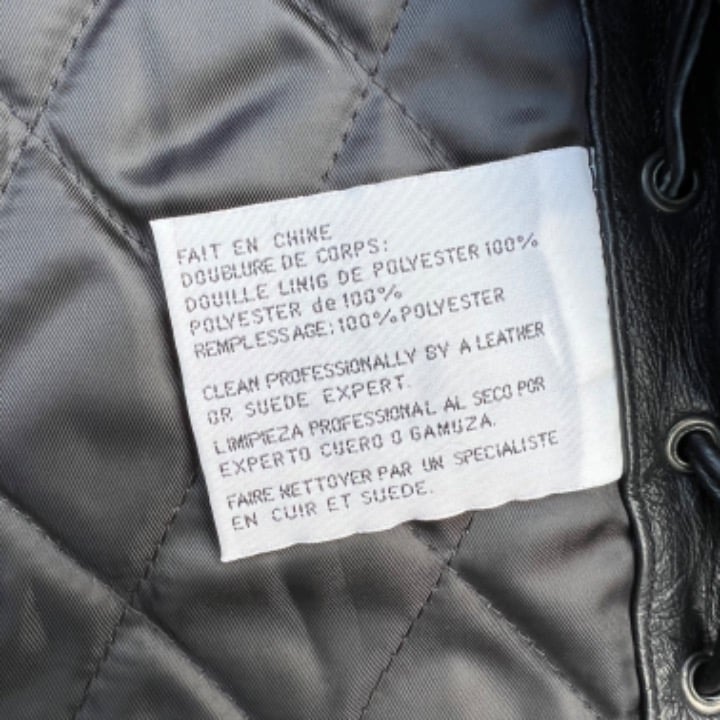 FAIT EN CHINE
DOUBLURE DE CORPS:
DOUILLE LINIG DE POLYESTER 100%
POLYESTER de 100%
REMPLESSAGE: 100% POLYESTER
CLEAN PROFESSIONALLY BY A LEATHER
OR SUEDE EXPERT.
LIMIPIEZA PROFESSIONAL AL SECO POR
EXPERTO CUERO O GAMUZA.
FAIRE NETTOYER PAR UN SPECIALISTE
EN CUIR ET SUEDE.